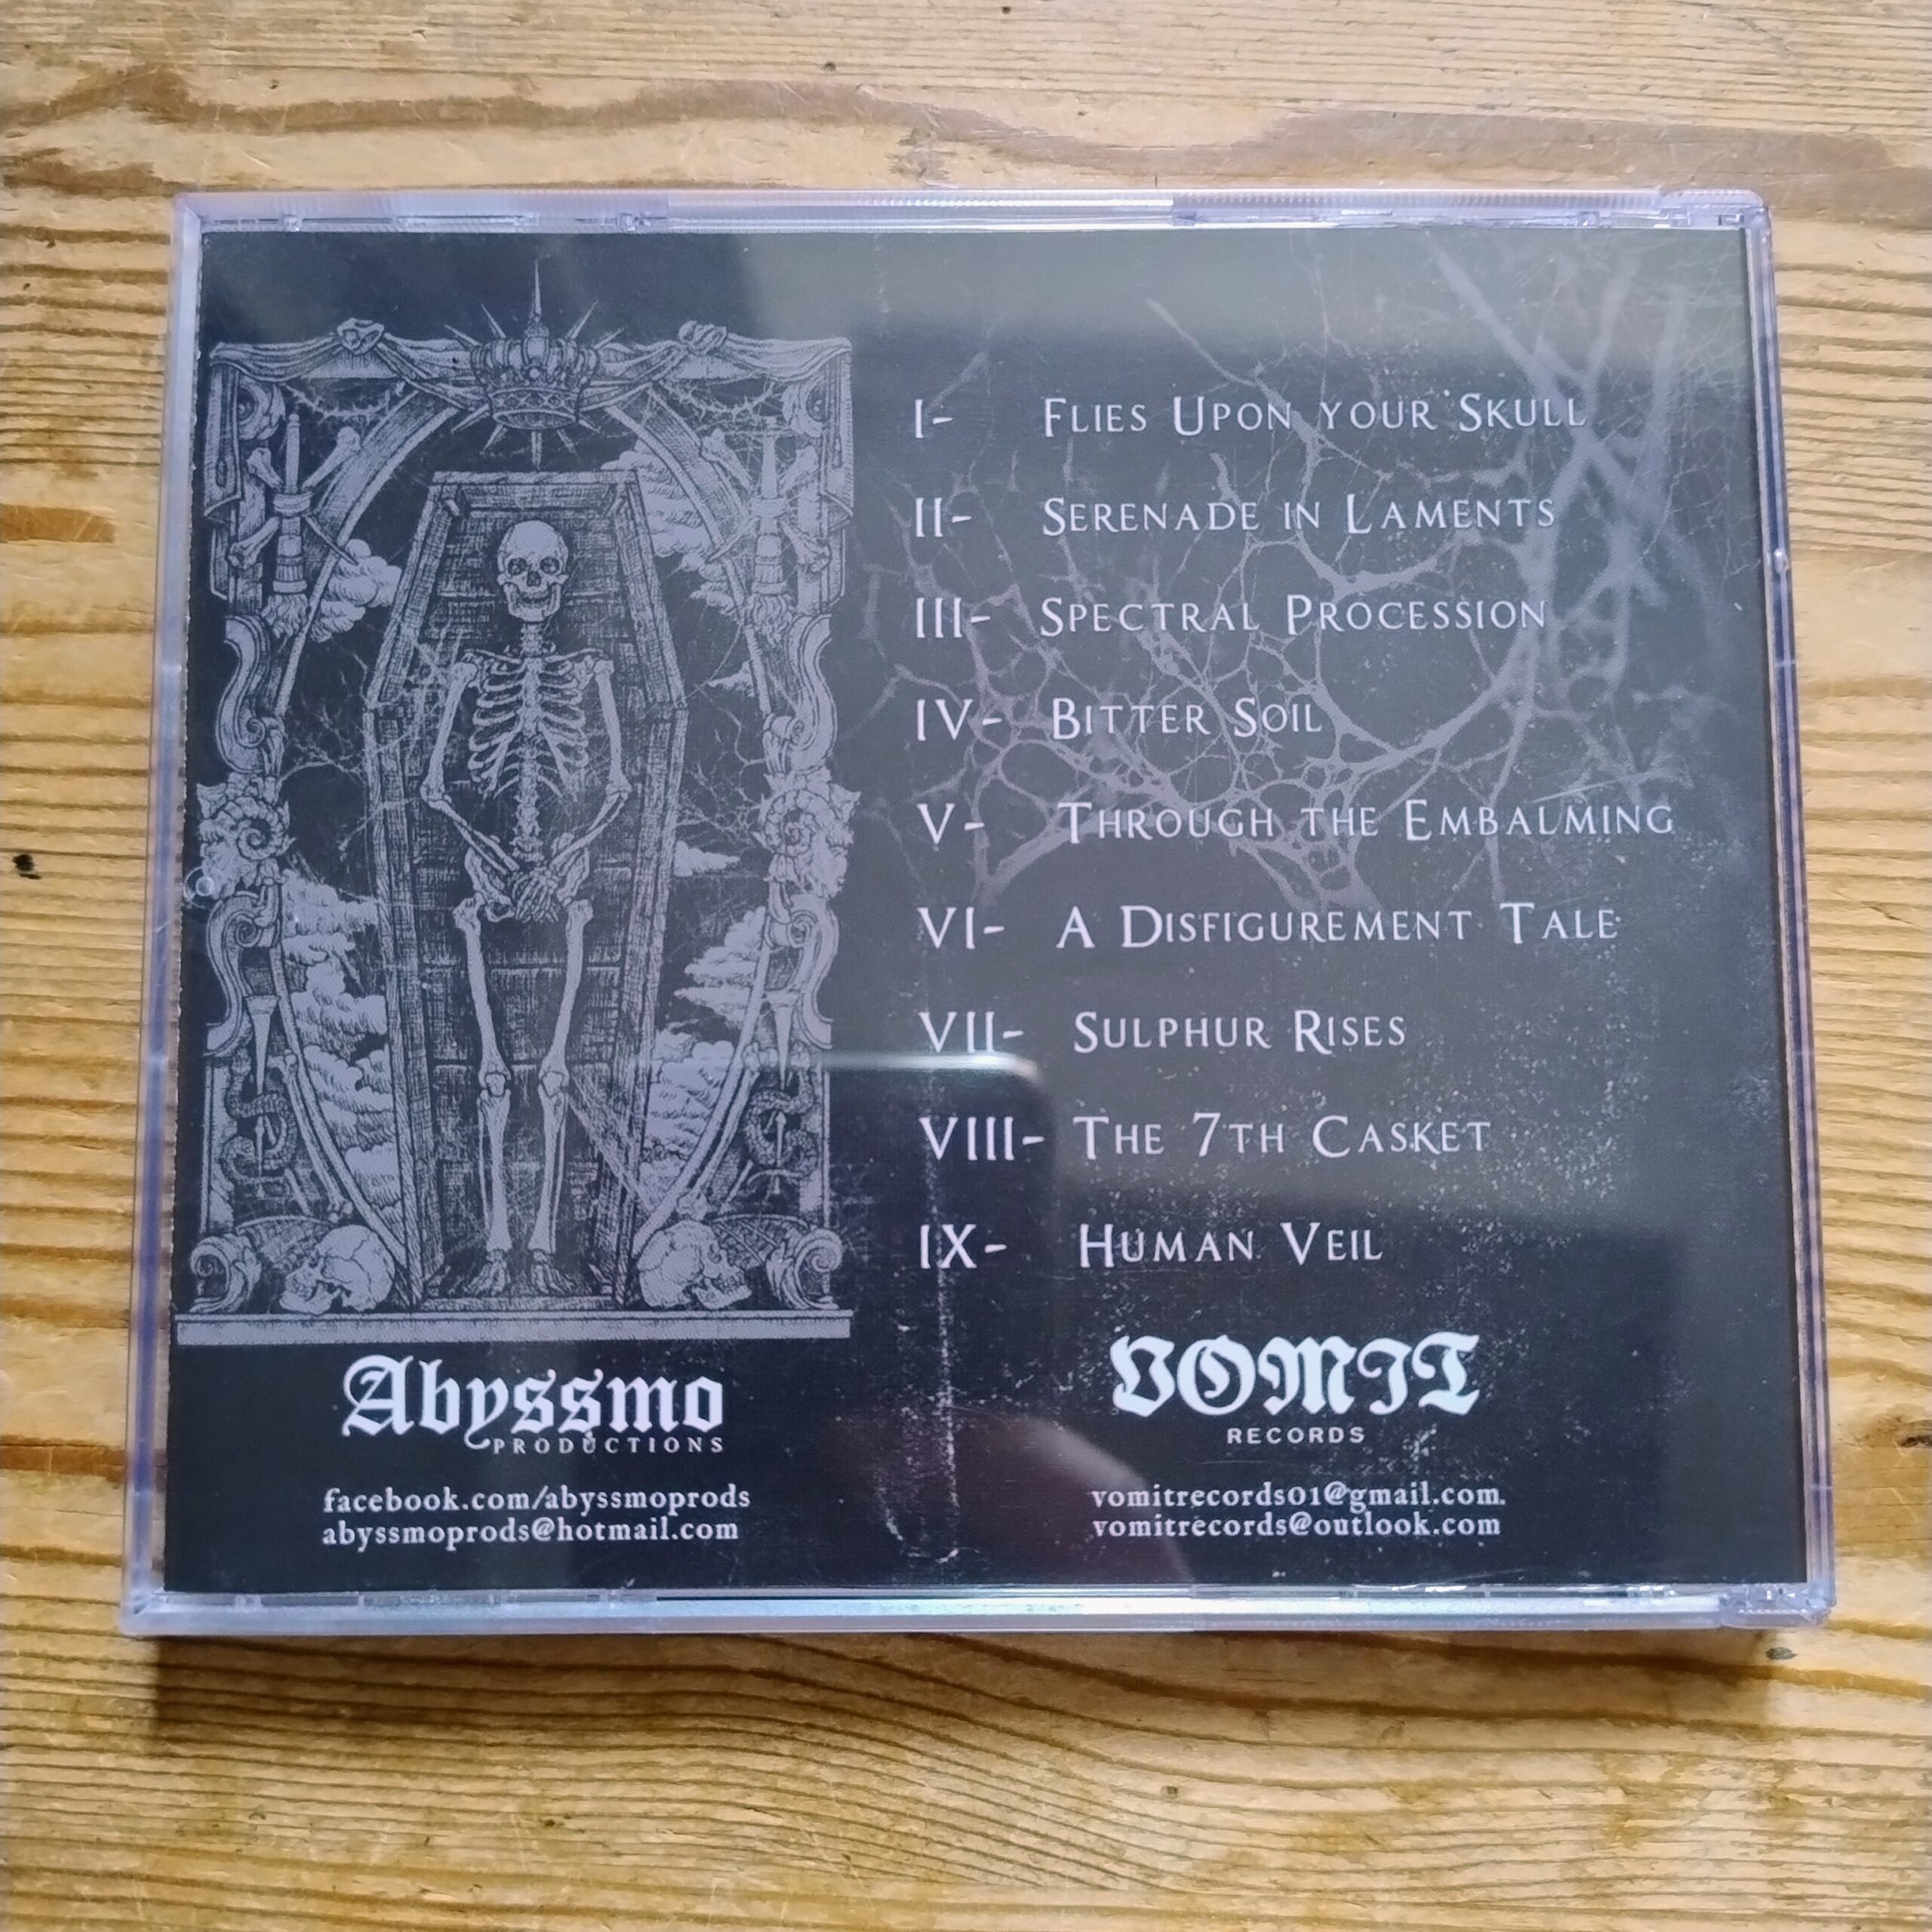 I- Flies Upon your Skull
II- Serenade in Laments
III- Spectral Procession
IV- Bitter Soil
V- Through the Embalming
VI- A Disfigurement Tale
VII- Sulphur Rises
VIII- The 7th Casket
IX- Human Veil
Abyssmo
PRODUCTIONS
facebook.com/abyssmoprods
abyssmoprods@hotmail.com
VOMIT
RECORDS
vomitrecords01@gmail.com
vomitrecords@outlook.com